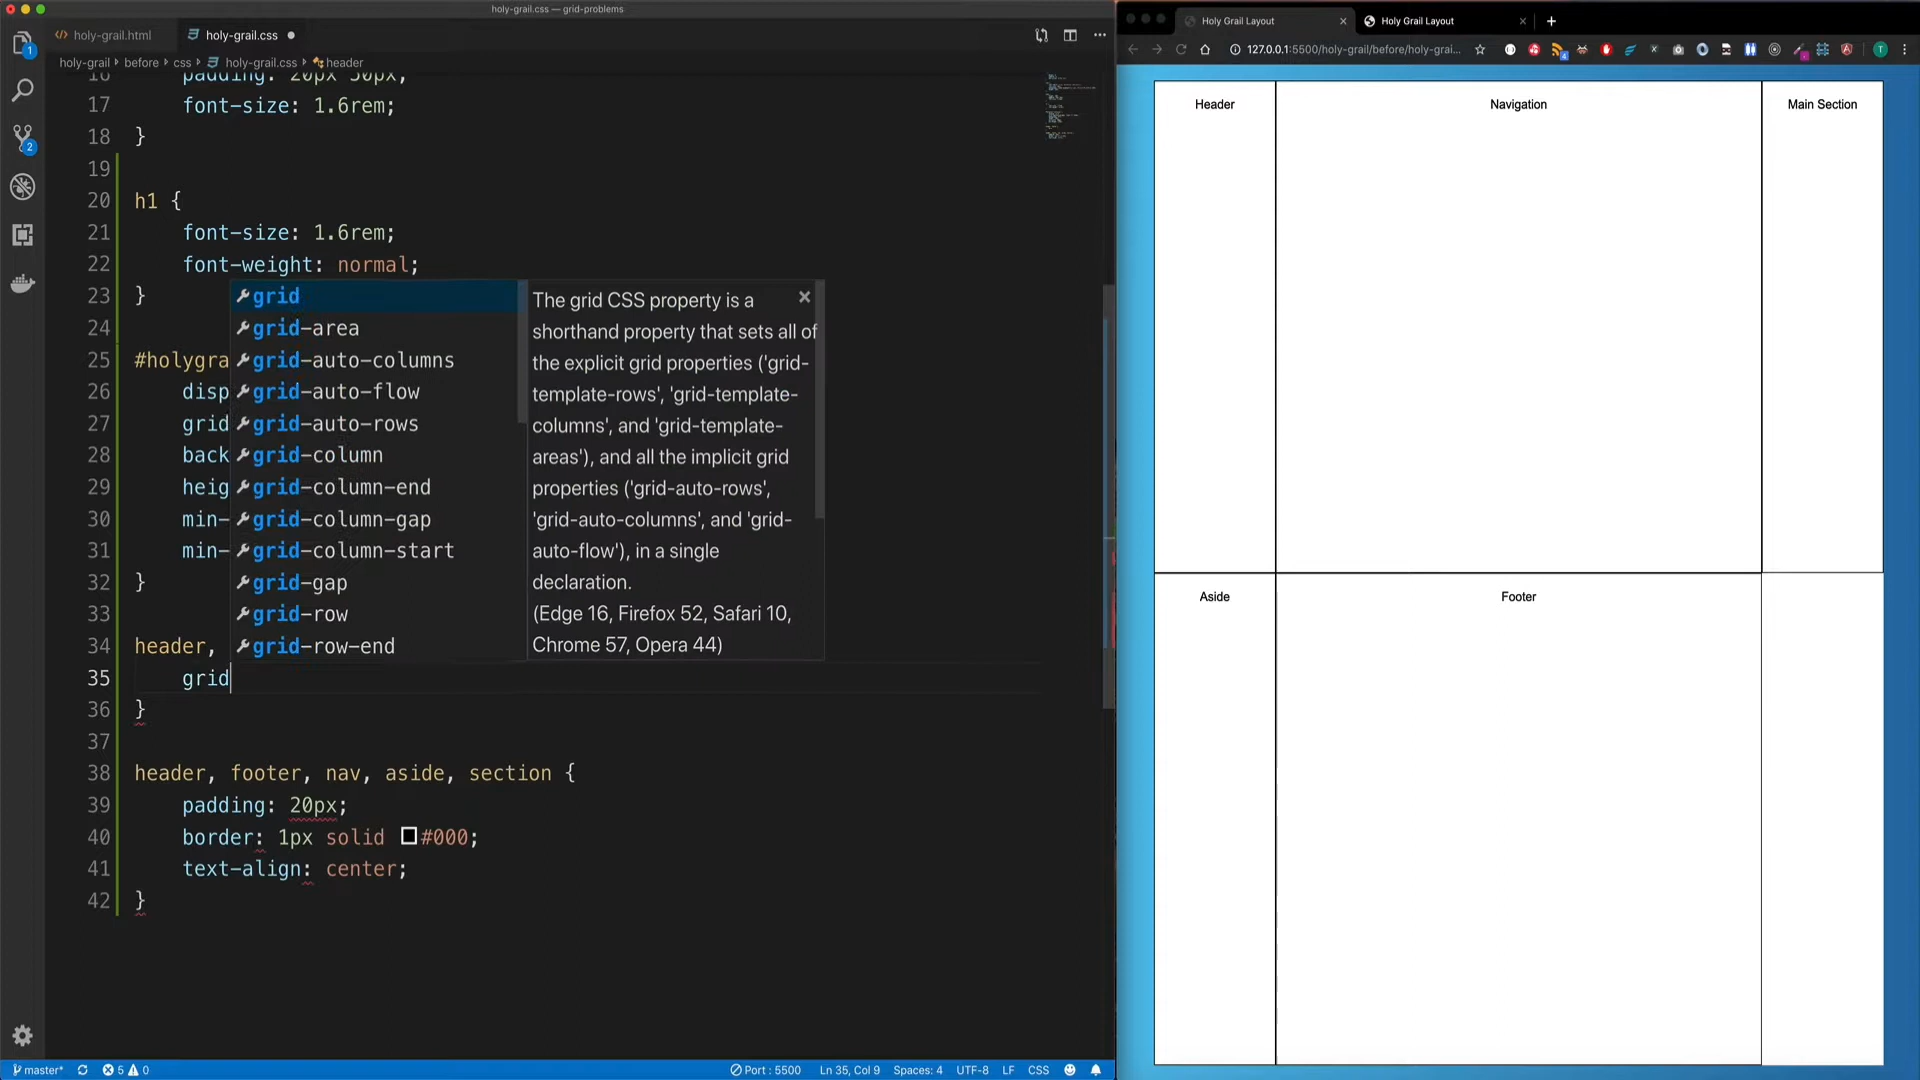 holy-grail.css — grid-problems
holy-grail.html
holy-grail.css
holy-grail
before
css
holy-grail.css
header
1
2
16
padding: 20px 50px;
17
font-size: 1.6rem;
18
}
19
20
h1 {
21
font-size: 1.6rem;
22
font-weight: normal;
23
}
24
25
#holygra
26
disp
27
grid
28
back
29
heig
30
min-
31
min-
32
}
33
34
header,
35
grid
36
}
37
38
header, footer, nav, aside, section {
39
padding: 20px;
40
border: 1px solid #000;
41
text-align: center;
42
}
grid
grid-area
grid-auto-columns
grid-auto-flow
grid-auto-rows
grid-column
grid-column-end
grid-column-gap
grid-column-start
grid-gap
grid-row
grid-row-end
The grid CSS property is a
shorthand property that sets all of
the explicit grid properties ('grid-
template-rows', 'grid-template-
columns', and 'grid-template-
areas'), and all the implicit grid
properties ('grid-auto-rows',
'grid-auto-columns', and 'grid-
auto-flow'), in a single
declaration.
(Edge 16, Firefox 52, Safari 10,
Chrome 57, Opera 44)
master*
5
0
Port : 5500
Ln 35, Col 9
Spaces: 4
UTF-8
LF
CSS
Holy Grail Layout
Holy Grail Layout
127.0.0.1:5500/holy-grail/before/holy-grai...
4
T
Header
Navigation
Main Section
Aside
Footer